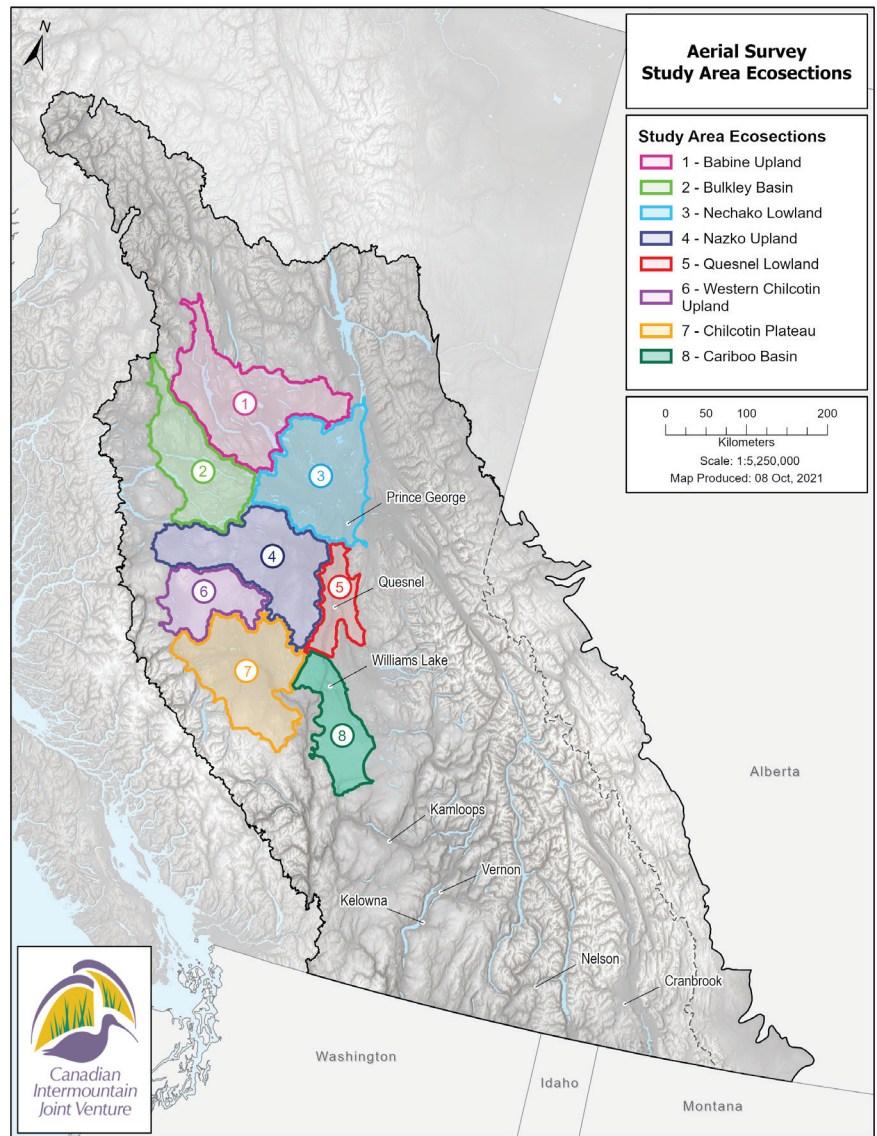 N
Aerial Survey
Study Area Ecosections
Study Area Ecosections
1 - Babine Upland
2 - Bulkley Basin
3 - Nechako Lowland
4 - Nazko Upland
5 - Quesnel Lowland
6 - Western Chilcotin
Upland
7 - Chilcotin Plateau
8 - Cariboo Basin
0 50 100 200
Kilometers
Scale: 1:5,250,000
Map Produced: 08 Oct, 2021
1
2
3
Prince George
4
5
Quesnel
6
Williams Lake
7
8
Alberta
Kamloops
Vernon
Kelowna
Nelson
Cranbrook
Washington
Idaho
Montana
Canadian
Intermountain
Joint Venture